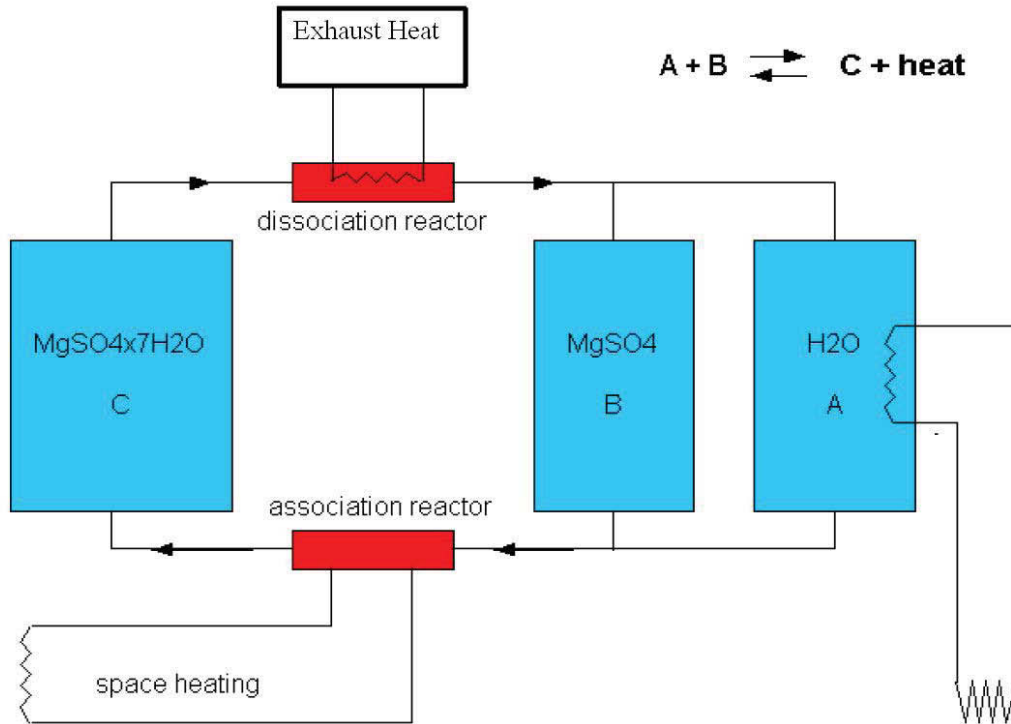 Exhaust Heat
A + B ⇄ C + heat
dissociation reactor
MgSO4x7H2O
C
MgSO4
B
H2O
A
association reactor
space heating